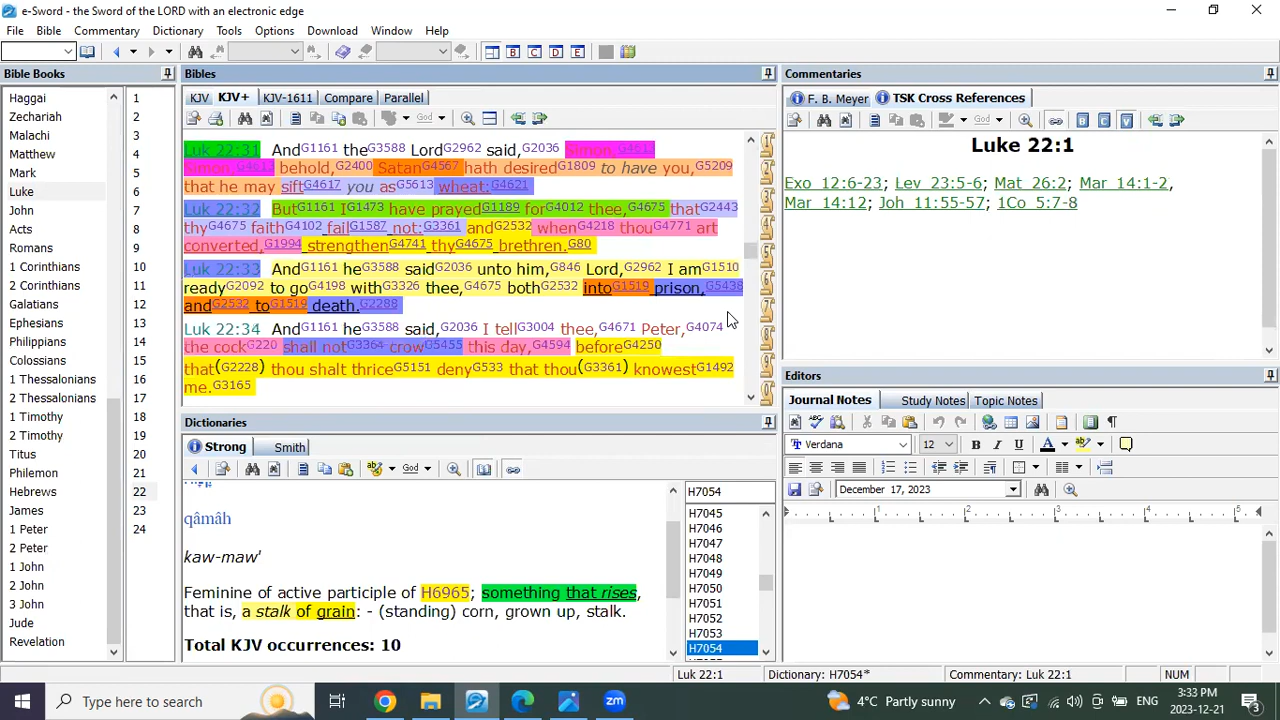 e-Sword - the Sword of the LORD with an electronic edge
File Bible Commentary Dictionary Tools Options Download Window Help
B C D E
Bible Books
Haggai
Zechariah
Malachi
Matthew
Mark
Luke
John
Acts
Romans
1 Corinthians
2 Corinthians
Galatians
Ephesians
Philippians
Colossians
1 Thessalonians
2 Thessalonians
1 Timothy
2 Timothy
Titus
Philemon
Hebrews
James
1 Peter
2 Peter
1 John
2 John
3 John
Jude
Revelation
1
2
3
4
5
6
7
8
9
10
11
12
13
14
15
16
17
18
19
20
21
22
23
24
Bibles
KJV KJV+ KJV-1611 Compare Parallel
God
Luk 22:31 And G1161 the G3588 Lord G2962 said, G2036 Simon, G4613
Simon, G4613 behold, G2400 Satan G4567 hath desired G1809 to have you, G5209
that he may sift G4617 you as G5613 wheat: G4621
Luk 22:32 But G1161 I G1473 have prayed G1189 for G4012 thee, G4675 that G2443
thy G4675 faith G4102 fail G1587 not: G3361 and G2532 when G4218 thou G4771 art
converted, G1994 strengthen G4741 thy G4675 brethren. G80
Luk 22:33 And G1161 he G3588 said G2036 unto him, G846 Lord, G2962 I am G1510
ready G2092 to go G4198 with G3326 thee, G4675 both G2532 into G1519 prison, G5438
and G2532 to G1519 death. G2288
Luk 22:34 And G1161 he G3588 said, G2036 I tell G3004 thee, G4671 Peter, G4074
the cock G220 shall not G3364 crow G5455 this day, G4594 before G4250
that (G2228) thou shalt thrice G5151 deny G533 that thou (G3361) knowest G1492
me. G3165
Dictionaries
Strong Smith
God
qâmâh
kaw-maw'
Feminine of active participle of H6965; something that rises,
that is, a stalk of grain: - (standing) corn, grown up, stalk.
Total KJV occurrences: 10
H7054
H7045
H7046
H7047
H7048
H7049
H7050
H7051
H7052
H7053
H7054
Commentaries
F. B. Meyer TSK Cross References
God B C V
Luke 22:1
Exo 12:6-23; Lev 23:5-6; Mat 26:2; Mar 14:1-2,
Mar 14:12; Joh 11:55-57; 1Co 5:7-8
Editors
Journal Notes Study Notes Topic Notes
Verdana 12 B I U A
December 17, 2023
1 2 3 4 5
Luk 22:1 Dictionary: H7054* Commentary: Luk 22:1 NUM
Type here to search
zm
4°C Partly sunny
ENG
3:33 PM
2023-12-21
3